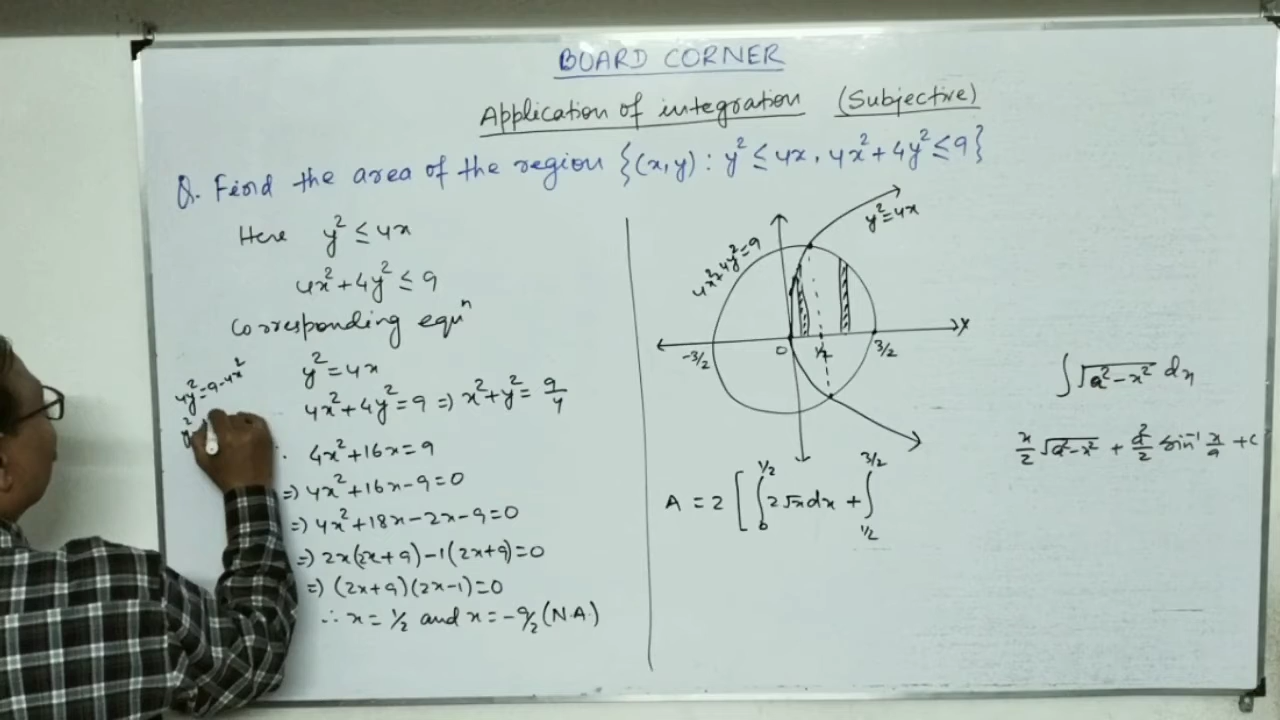 BOARD CORNER
Application of integration (Subjective)
Q. Find the area of the region {(x,y) : y² ≤ 4x, 4x² + 4y² ≤ 9}
Here y² ≤ 4x
4x² + 4y² ≤ 9
Corresponding equⁿ
y² = 4x
4x² + 4y² = 9 => x² + y² = 9/4
4y² = 9 - 4x²
y²
∴ 4x² + 16x = 9
=> 4x² + 16x - 9 = 0
=> 4x² + 18x - 2x - 9 = 0
=> 2x(2x + 9) - 1(2x + 9) = 0
=> (2x + 9)(2x - 1) = 0
∴ x = 1/2 and x = -9/2 (N.A.)
y² = 4x
4x² + 4y² = 9
X
-3/2 0 1/2 3/2
A = 2 [ ∫₀^{1/2} 2√x dx + ∫_{1/2}^{3/2}
∫ √(a² - x²) dx
x/2 √(a² - x²) + a²/2 sin⁻¹ x/a + c